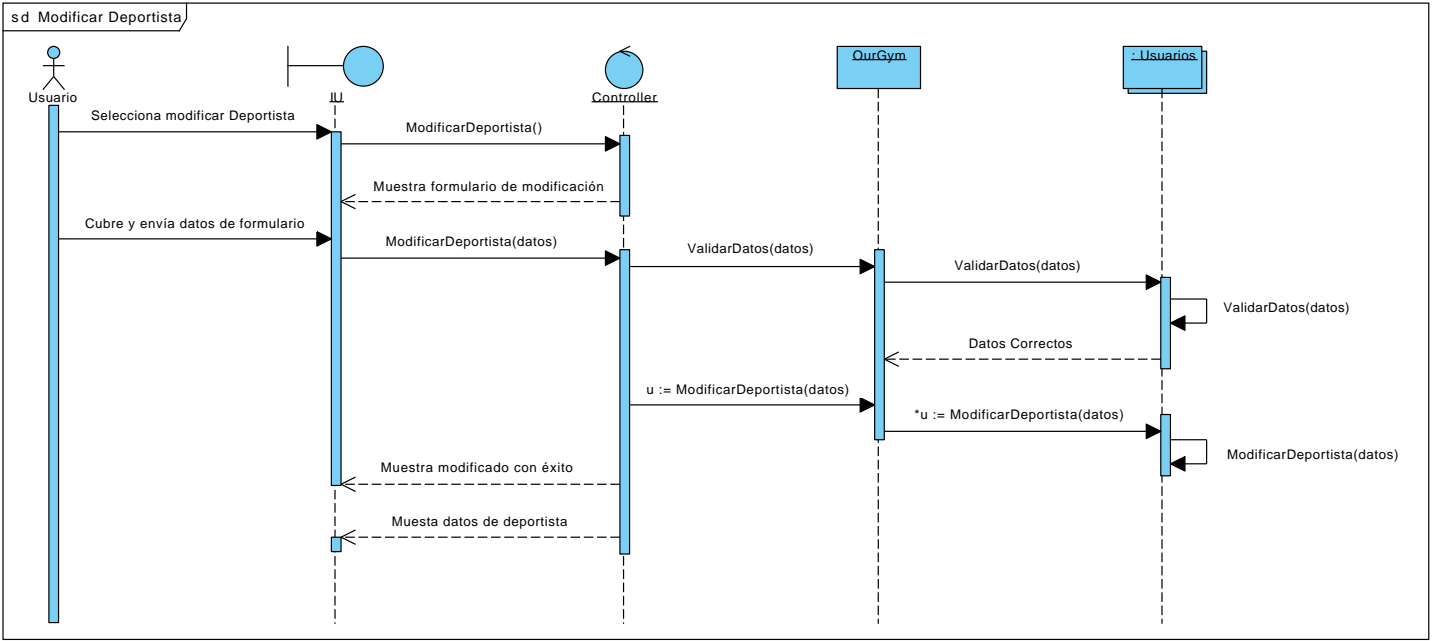 sd Modificar Deportista
Usuario
IU
Controller
OurGym
: Usuarios
Selecciona modificar Deportista
ModificarDeportista()
Muestra formulario de modificación
Cubre y envía datos de formulario
ModificarDeportista(datos)
ValidarDatos(datos)
ValidarDatos(datos)
ValidarDatos(datos)
Datos Correctos
u := ModificarDeportista(datos)
*u := ModificarDeportista(datos)
ModificarDeportista(datos)
Muestra modificado con éxito
Muesta datos de deportista